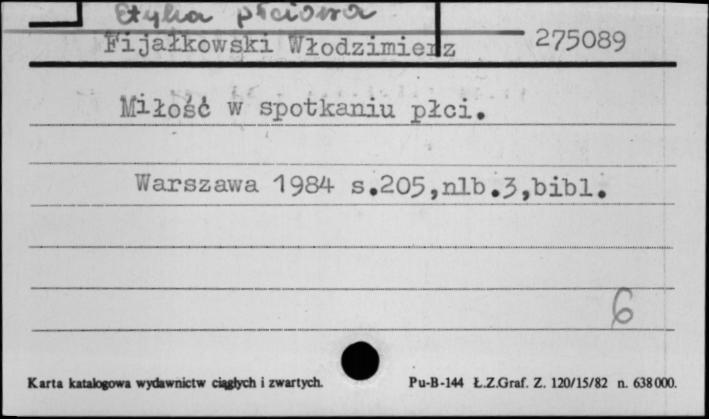 etyka płciowa
Fijałkowski Włodzimierz 275089
Miłość w spotkaniu płci.
Warszawa 1984 s.205,nlb.3,bibl.
6
Karta katalogowa wydawnictw ciągłych i zwartych. Pu-B-144 Ł.Z.Graf. Z. 120/15/82 n. 638000.